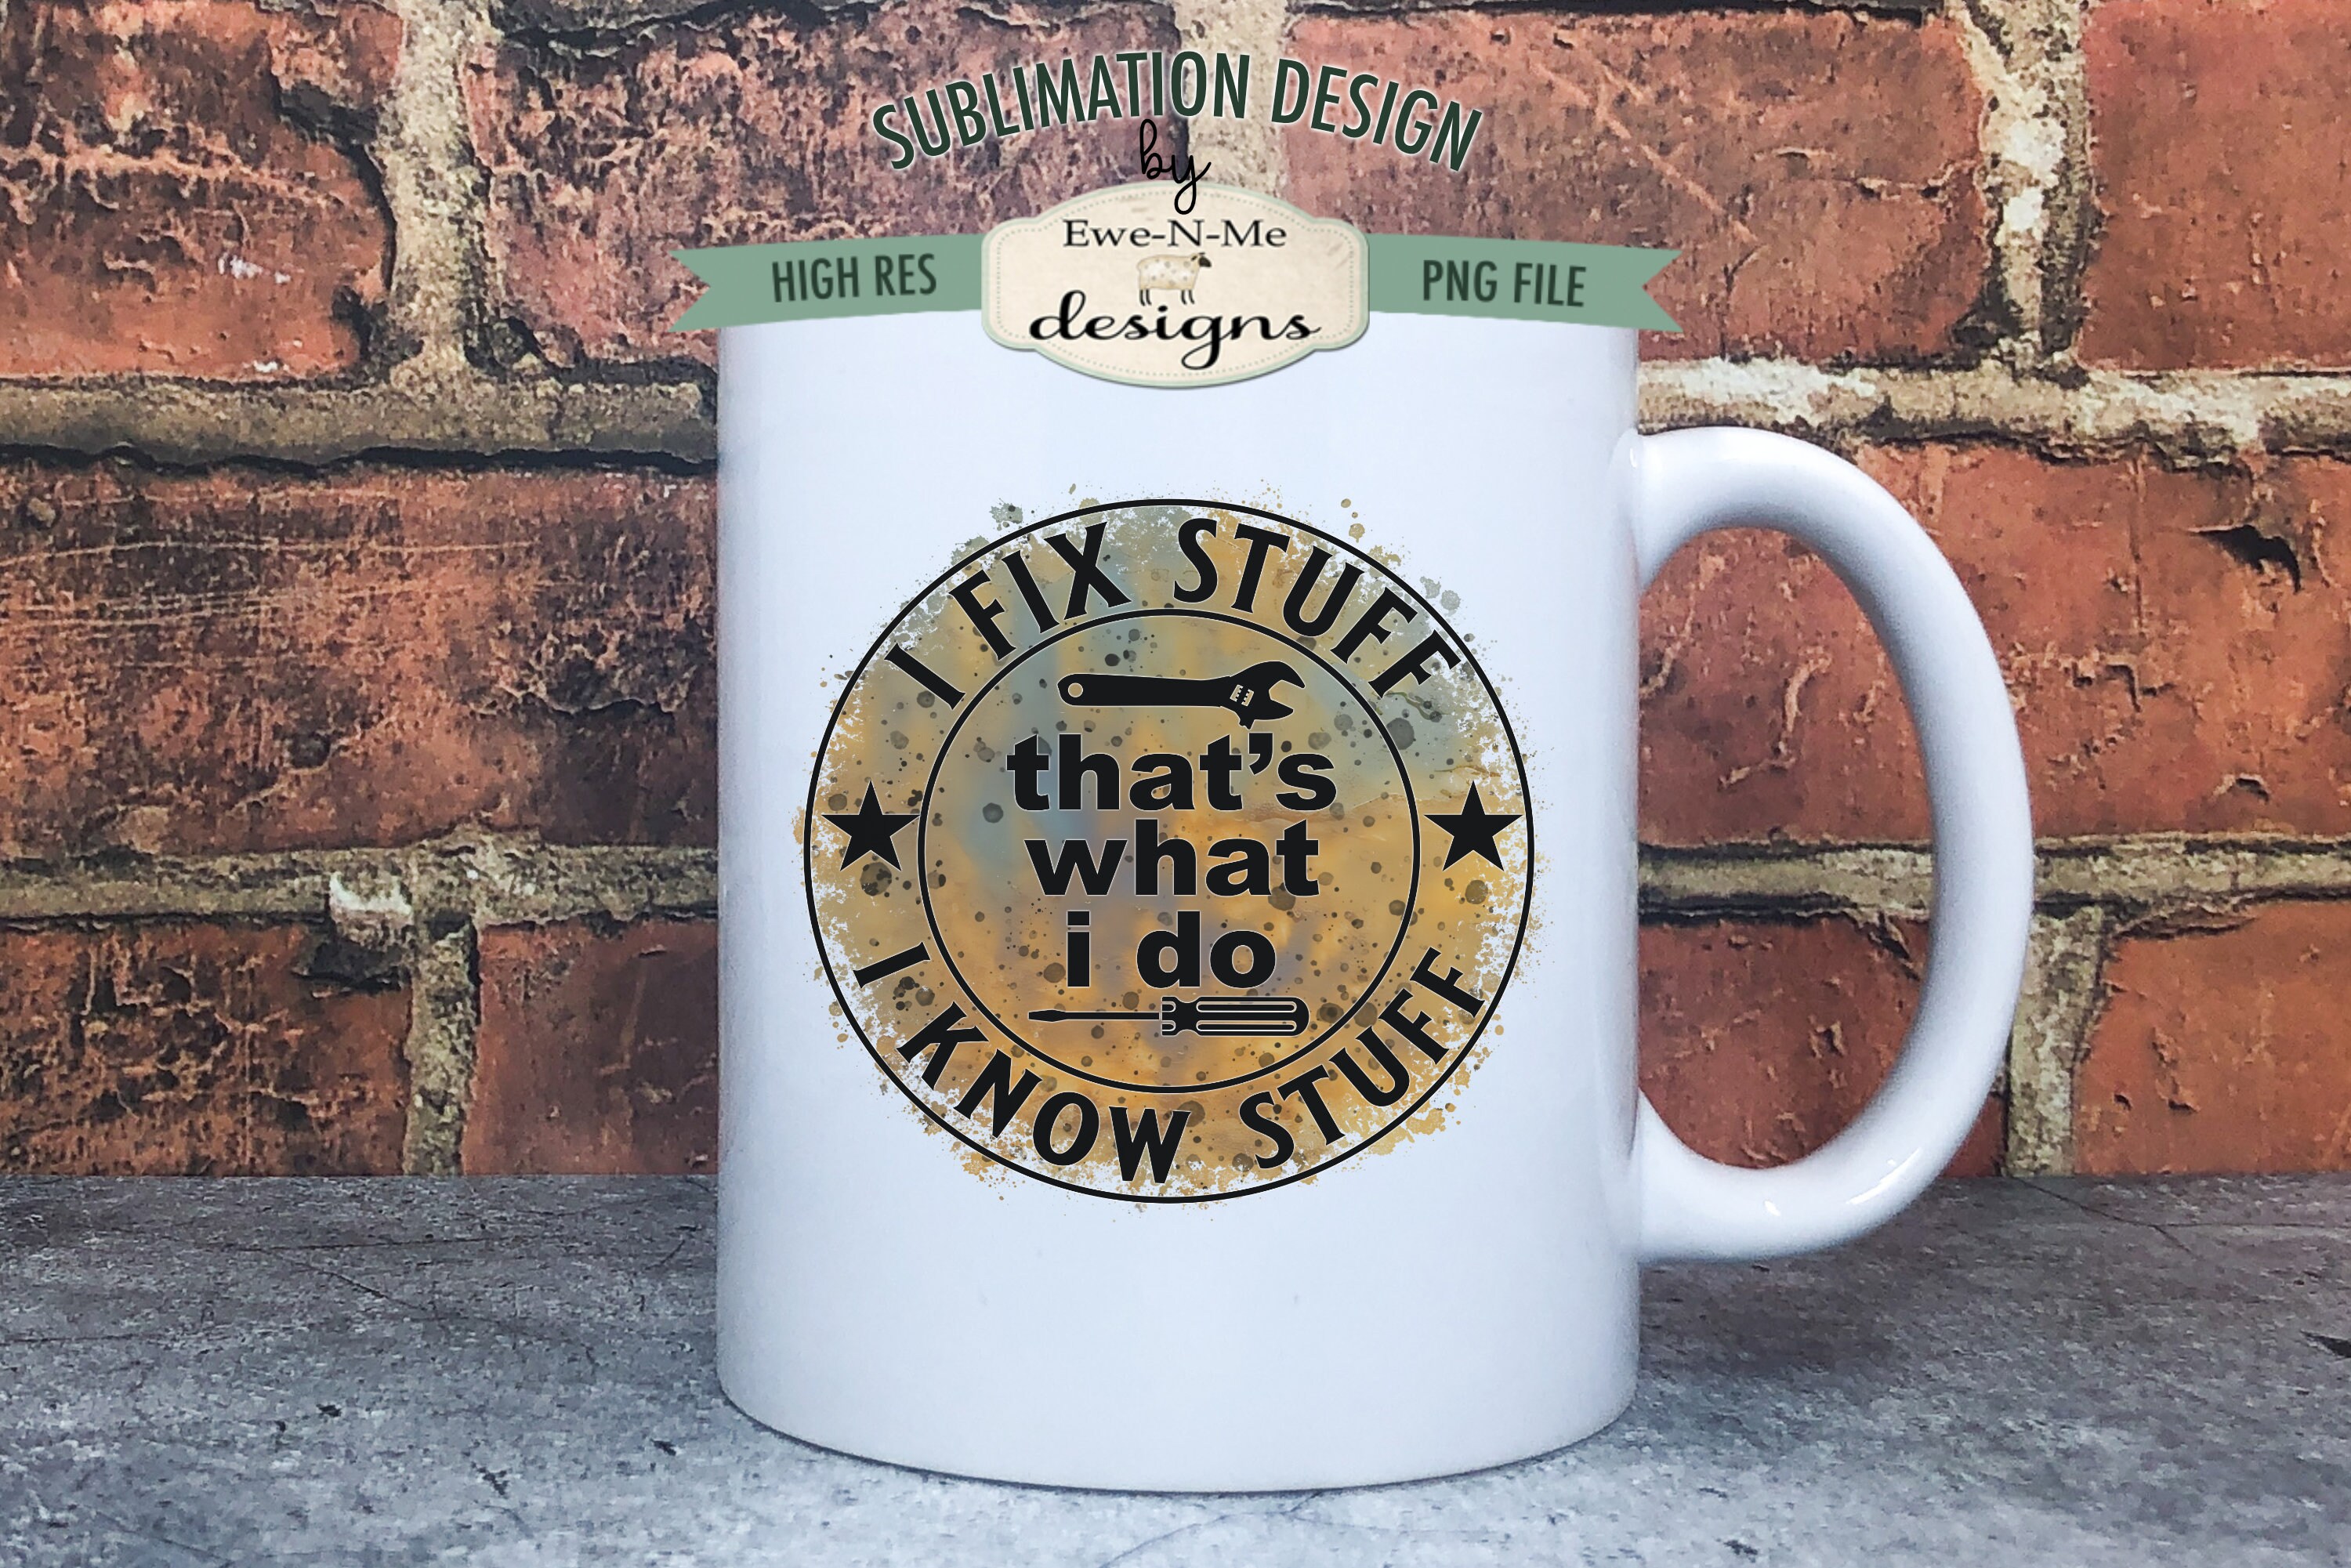 SUBLIMATION DESIGN
by
HIGH RES
Ewe-N-Me
designs
PNG FILE
I FIX STUFF
that's
what
i do
I KNOW STUFF